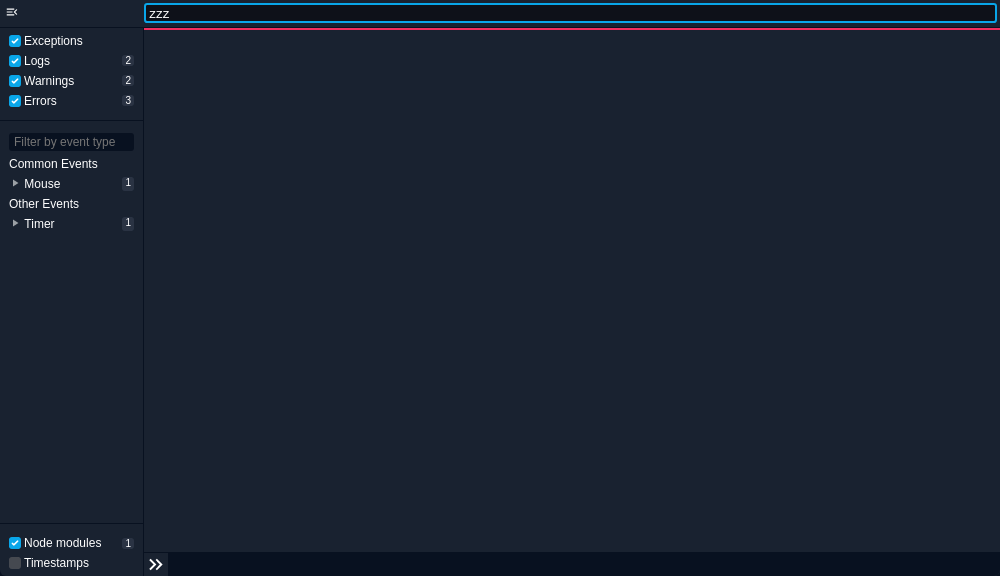 zzz
Exceptions
Logs 2
Warnings 2
Errors 3
Filter by event type
Common Events
Mouse 1
Other Events
Timer 1
Node modules 1
Timestamps